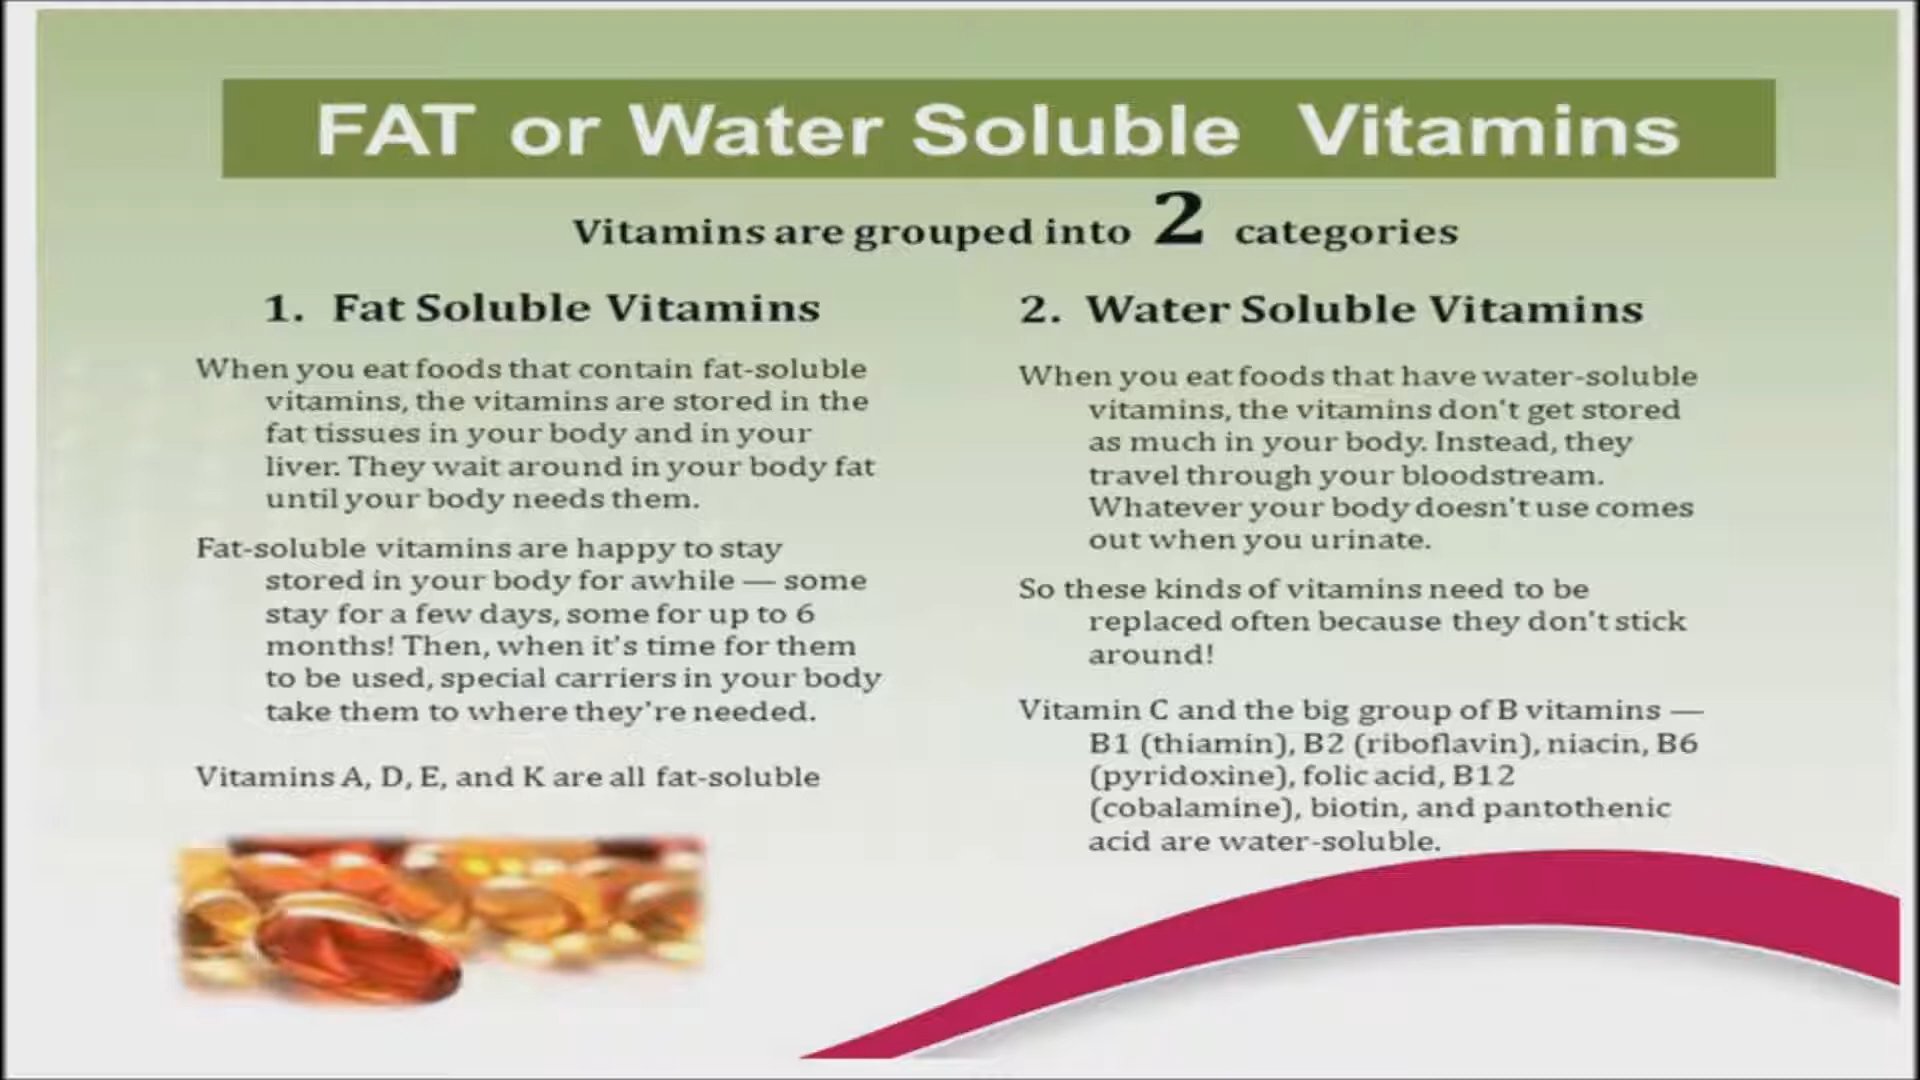 FAT or Water Soluble Vitamins
Vitamins are grouped into 2 categories
1. Fat Soluble Vitamins
When you eat foods that contain fat-soluble
vitamins, the vitamins are stored in the
fat tissues in your body and in your
liver. They wait around in your body fat
until your body needs them.
Fat-soluble vitamins are happy to stay
stored in your body for awhile — some
stay for a few days, some for up to 6
months! Then, when it's time for them
to be used, special carriers in your body
take them to where they're needed.
Vitamins A, D, E, and K are all fat-soluble
2. Water Soluble Vitamins
When you eat foods that have water-soluble
vitamins, the vitamins don't get stored
as much in your body. Instead, they
travel through your bloodstream.
Whatever your body doesn't use comes
out when you urinate.
So these kinds of vitamins need to be
replaced often because they don't stick
around!
Vitamin C and the big group of B vitamins —
B1 (thiamin), B2 (riboflavin), niacin, B6
(pyridoxine), folic acid, B12
(cobalamine), biotin, and pantothenic
acid are water-soluble.